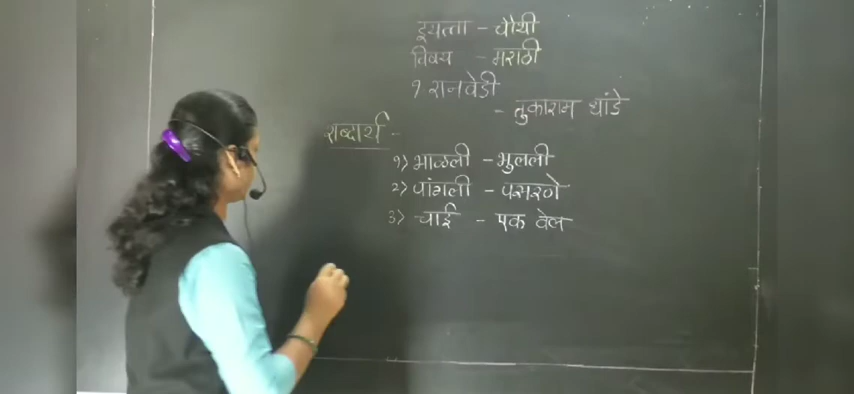 इयत्ता - चौथी
विषय - मराठी
१ रानवेडी
- तुकाराम धांडे
शब्दार्थ -
१) भाळली - भुलली
२) पांगली - पसरणे
३) चाई - एक वेल